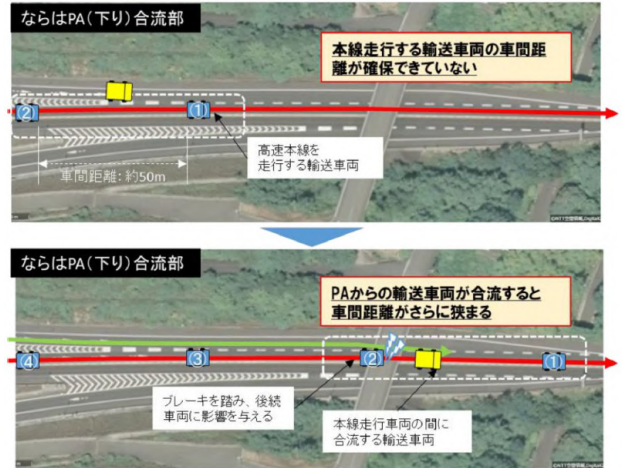 ならはPA(下り)合流部
本線走行する輸送車両の車間距
離が確保できていない
②
①
高速本線を
走行する輸送車両
車間距離:約50m
ならはPA(下り)合流部
PAからの輸送車両が合流すると
車間距離がさらに狭まる
④
③
②
①
ブレーキを踏み、後続
車両に影響を与える
本線走行車両の間に
合流する輸送車両